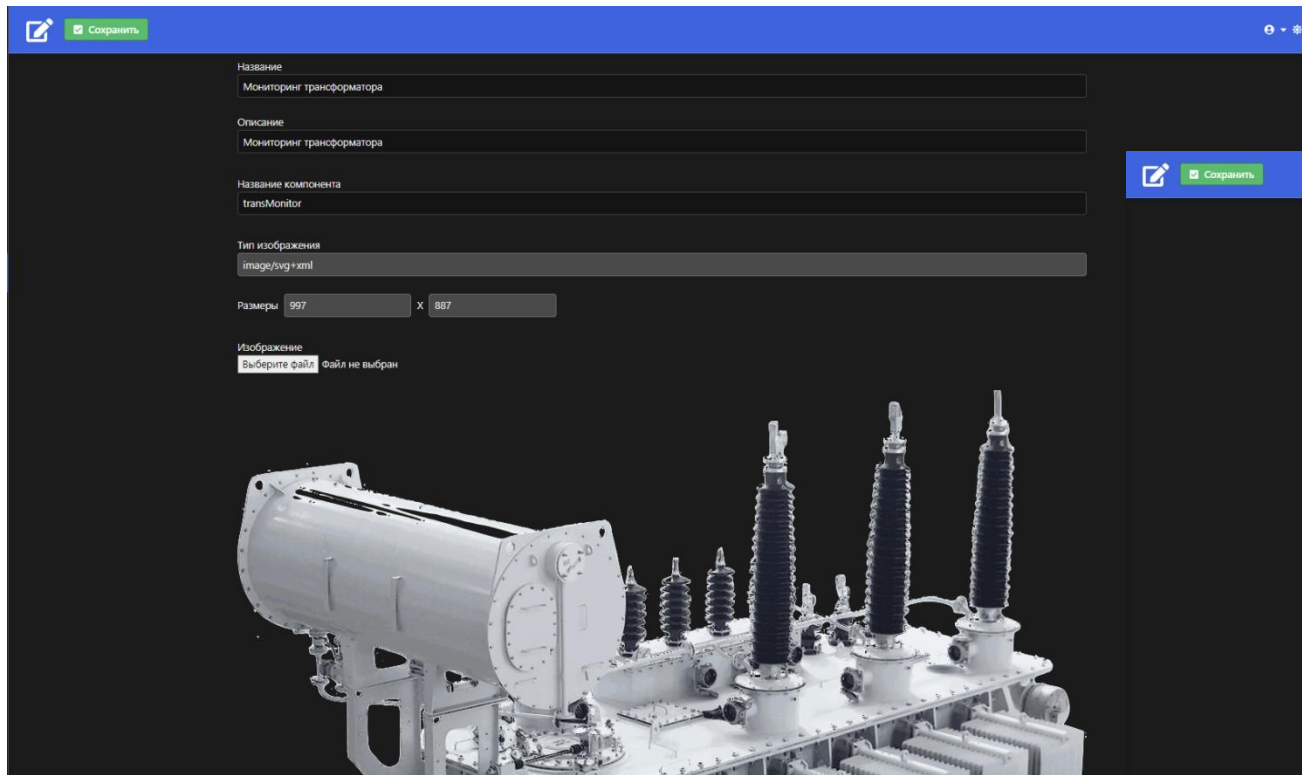 Сохранить
Название
Мониторинг трансформатора
Описание
Мониторинг трансформатора
Название компонента
transMonitor
Тип изображения
image/svg+xml
Размеры 997 X 887
Изображение
Выберите файл Файл не выбран
Сохранить